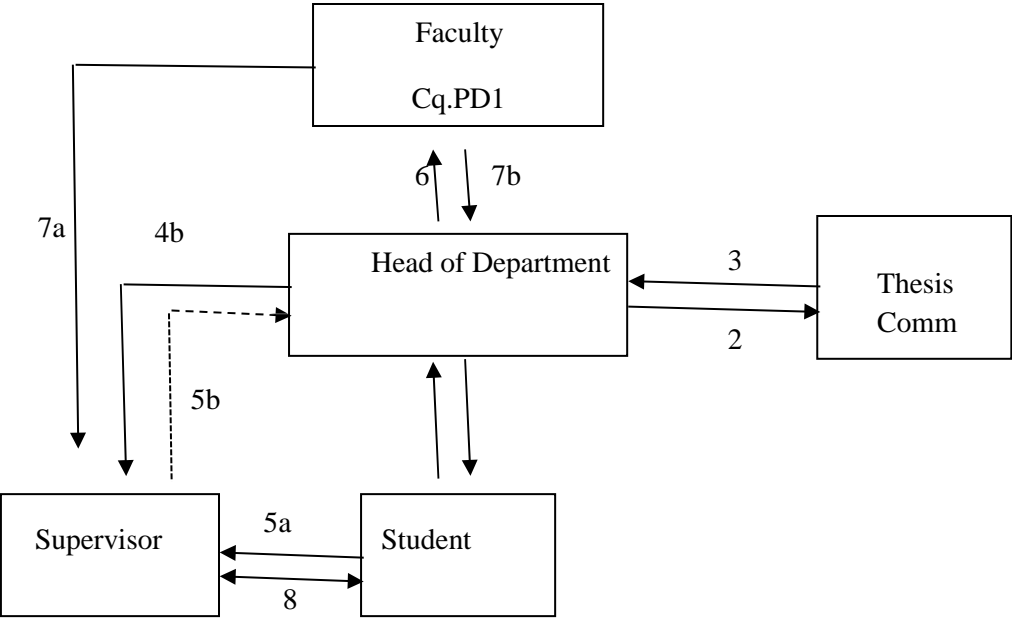 Faculty
Cq.PD1
6
7b
7a
4b
Head of Department
3
Thesis
Comm
2
5b
Supervisor
5a
Student
8